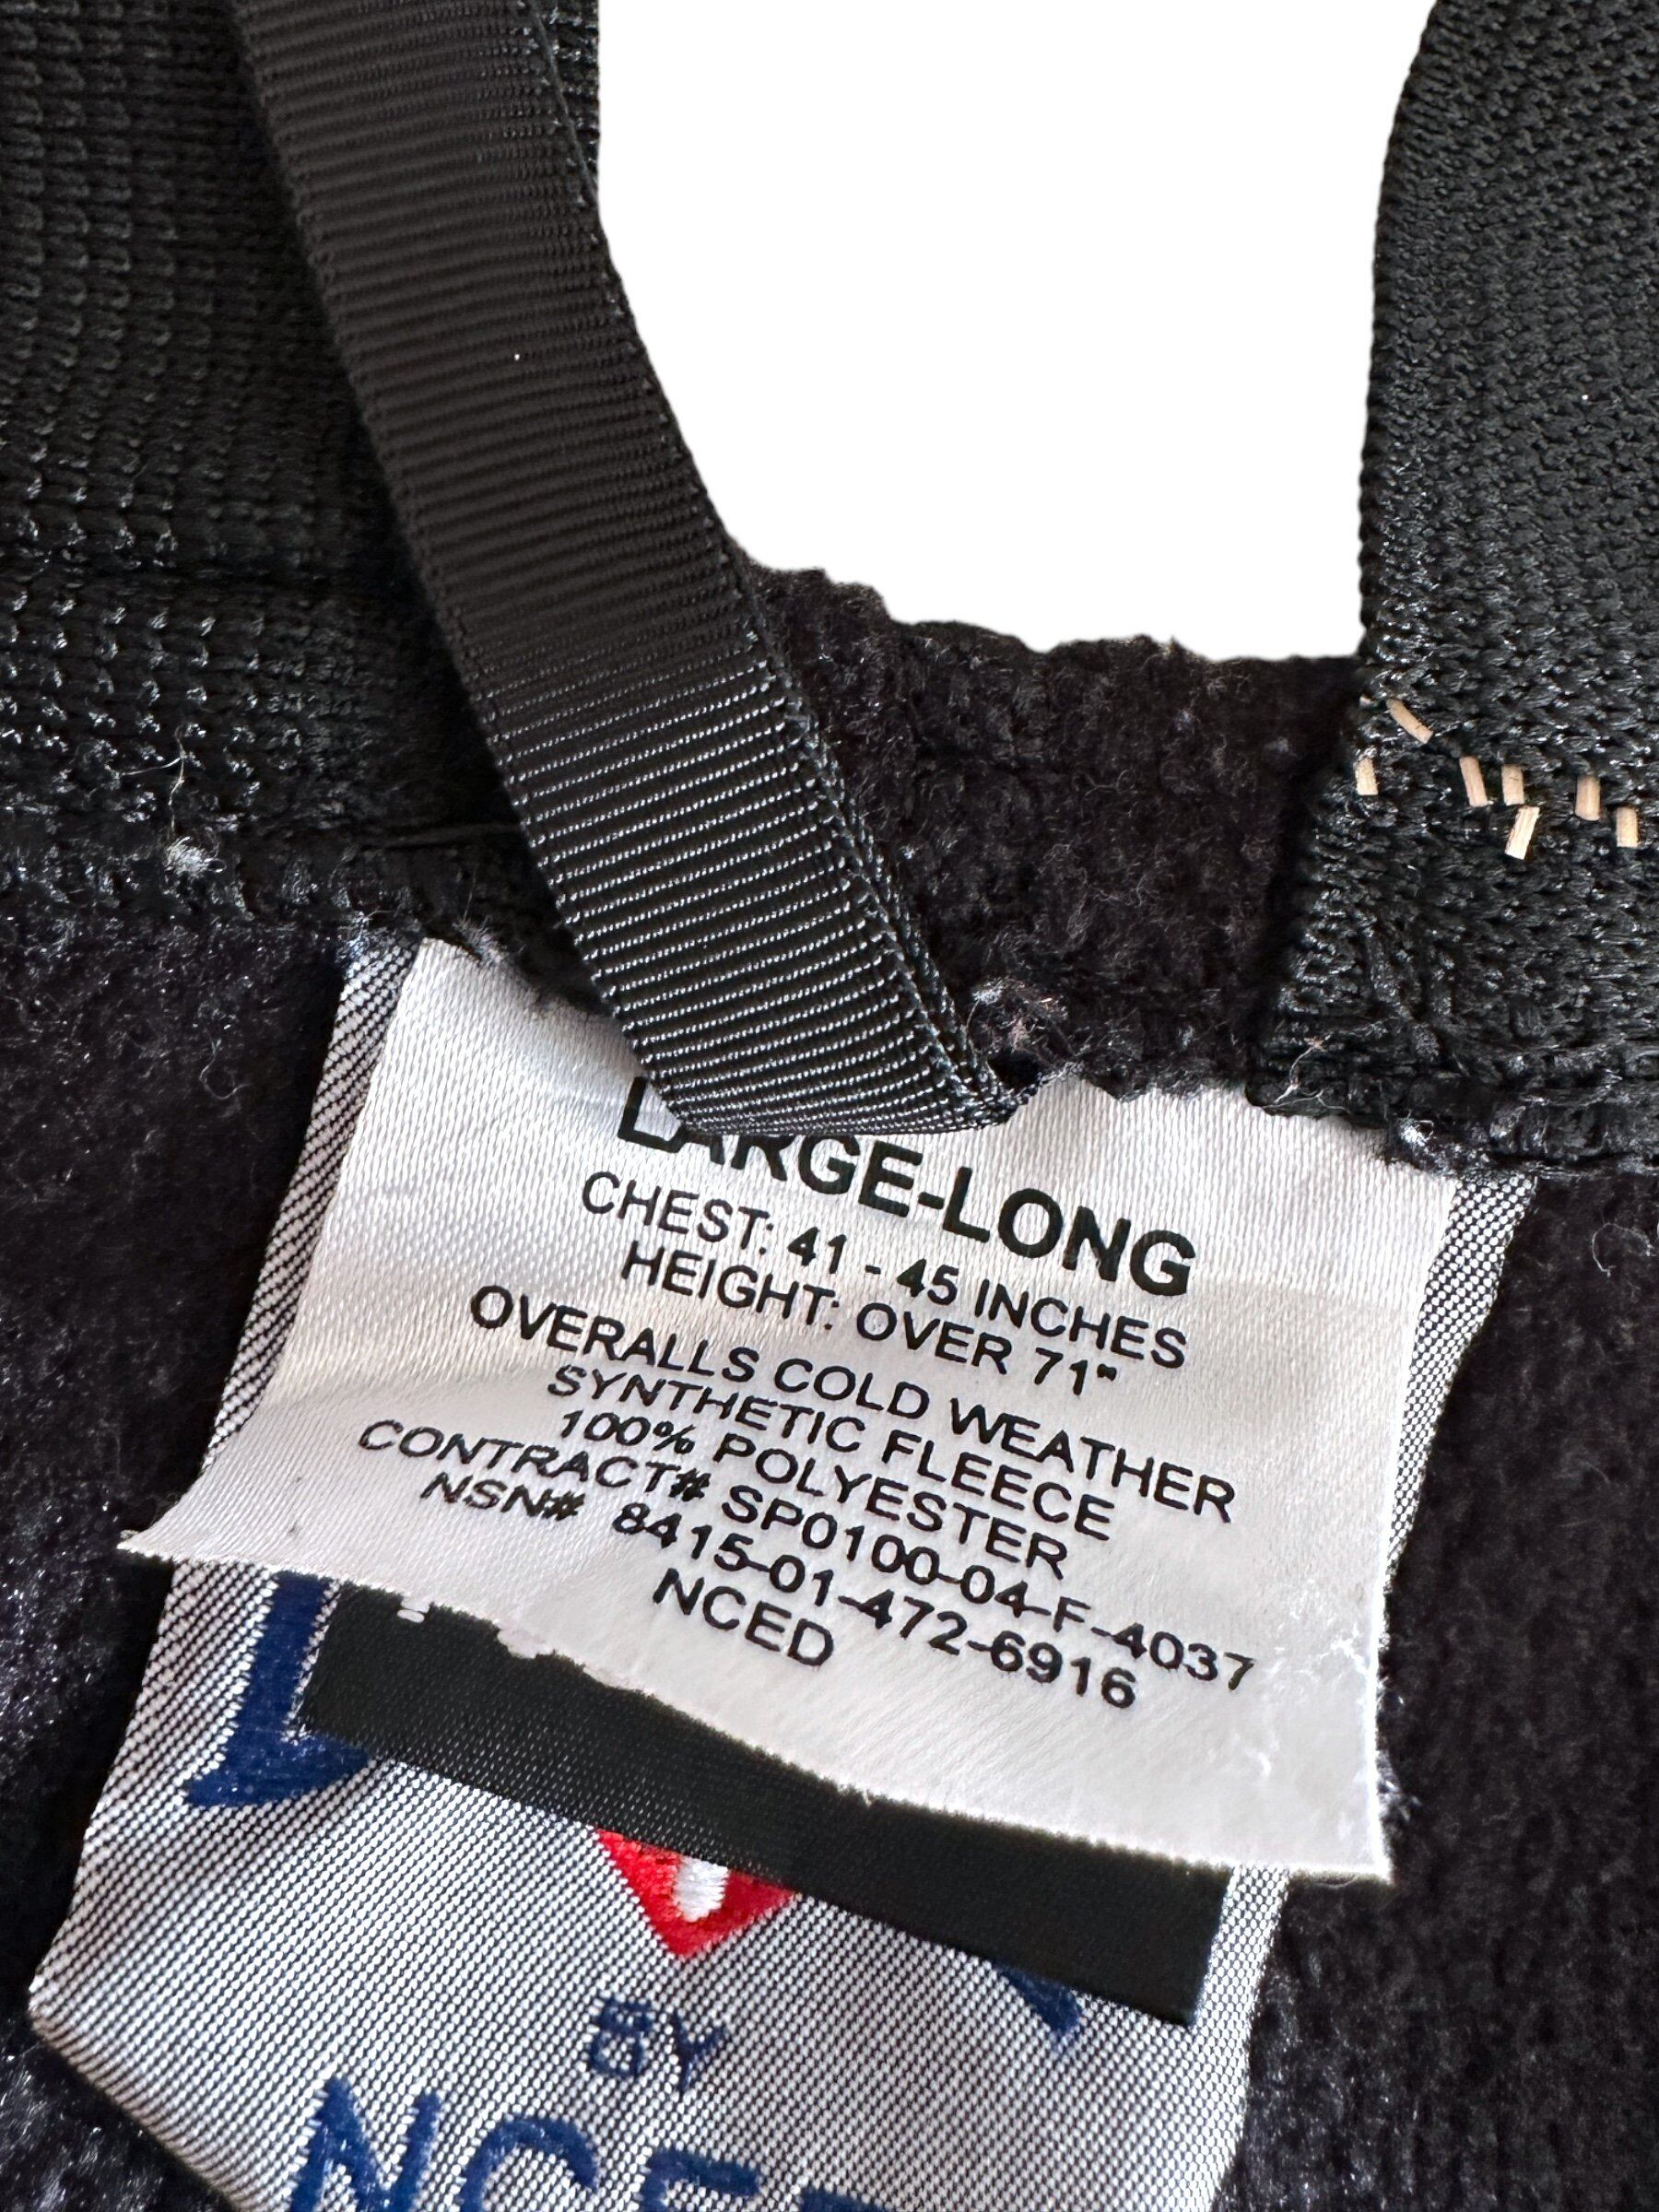 LARGE-LONG
CHEST: 41 - 45 INCHES
HEIGHT: OVER 71"
OVERALLS COLD WEATHER
SYNTHETIC FLEECE
100% POLYESTER
CONTRACT# SP0100-04-F-4037
NSN# 8415-01-472-6916
NCED
BY
NCED